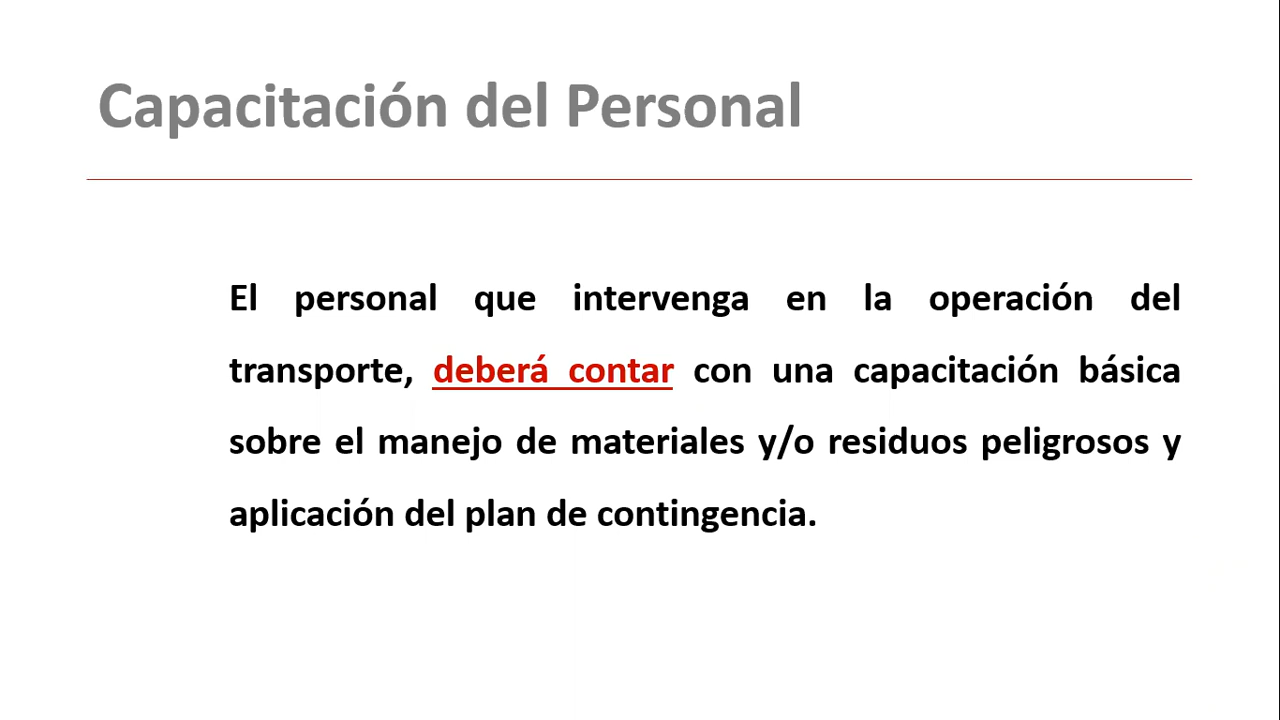 Capacitación del Personal
El personal que intervenga en la operación del
transporte, deberá contar con una capacitación básica
sobre el manejo de materiales y/o residuos peligrosos y
aplicación del plan de contingencia.